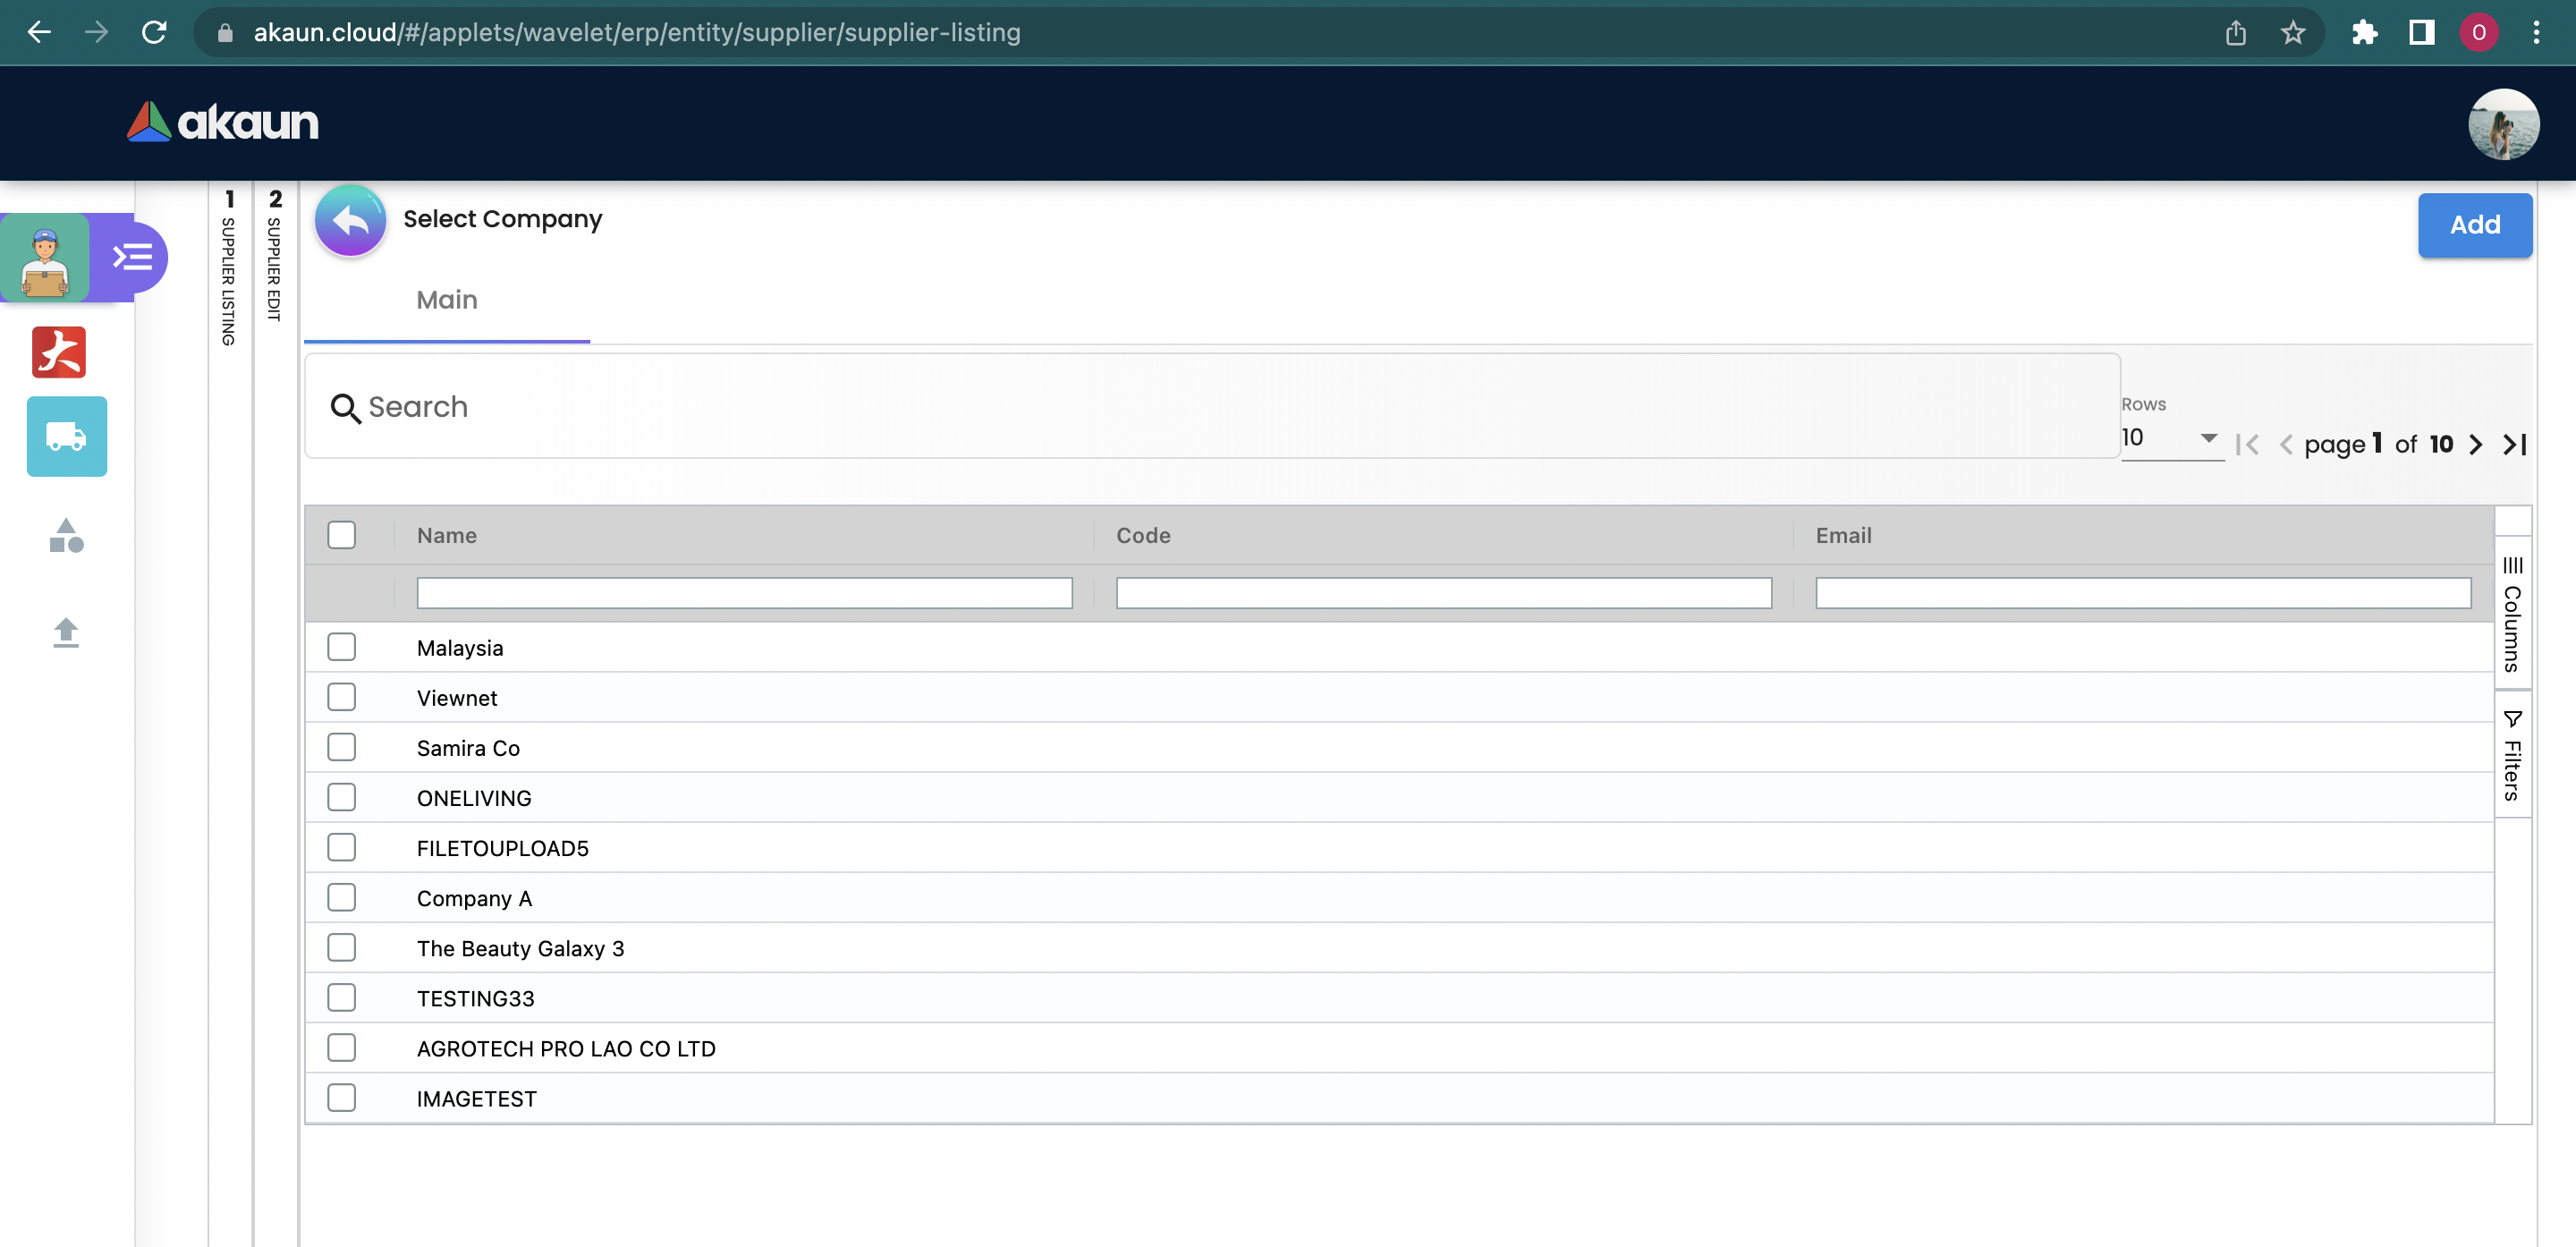 akaun.cloud/#/applets/wavelet/erp/entity/supplier/supplier-listing
O
akaun
1
SUPPLIER LISTING
2
SUPPLIER EDIT
Select Company
Add
Main
Search
Rows
10
page 1 of 10
Name Code Email
Malaysia
Viewnet
Samira Co
ONELIVING
FILETOUPLOAD5
Company A
The Beauty Galaxy 3
TESTING33
AGROTECH PRO LAO CO LTD
IMAGETEST
Columns
Filters